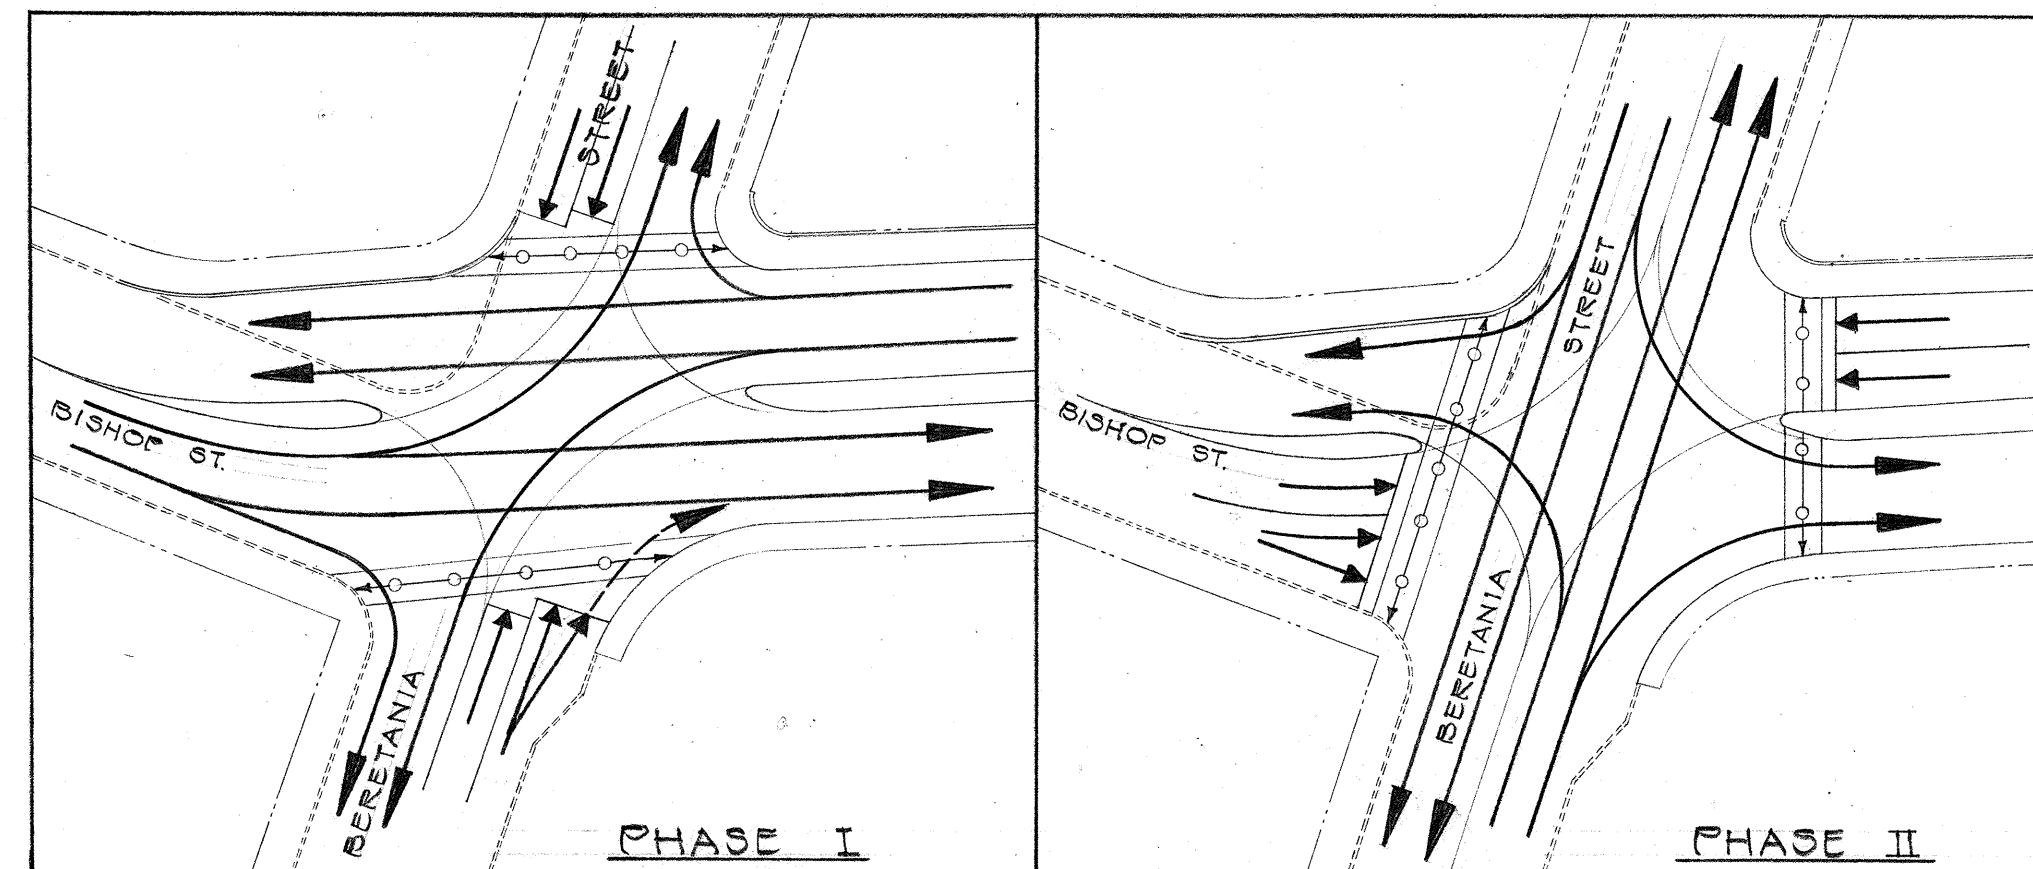 STREET
BISHOP ST.
BERETANIA
PHASE I
STREET
BISHOP ST.
BERETANIA
PHASE II